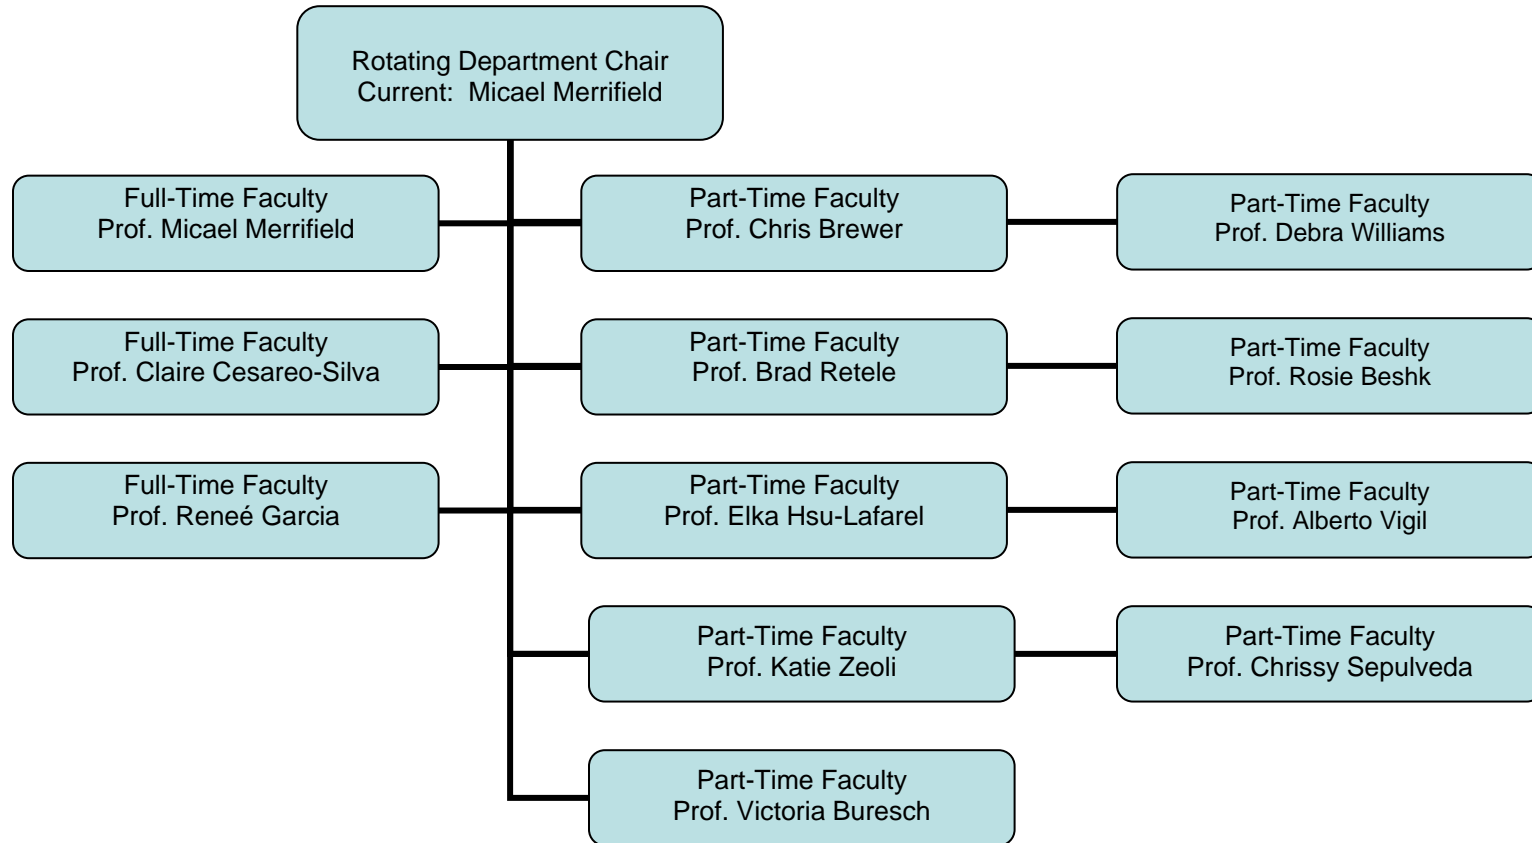 Rotating Department Chair
Current:  Micael Merrifield
Full-Time Faculty
Prof. Micael Merrifield
Part-Time Faculty
Prof. Chris Brewer
Part-Time Faculty
Prof. Debra Williams
Full-Time Faculty
Prof. Claire Cesareo-Silva
Part-Time Faculty
Prof. Brad Retele
Part-Time Faculty
Prof. Rosie Beshk
Full-Time Faculty
Prof. Reneé Garcia
Part-Time Faculty
Prof. Elka Hsu-Lafarel
Part-Time Faculty
Prof. Alberto Vigil
Part-Time Faculty
Prof. Katie Zeoli
Part-Time Faculty
Prof. Chrissy Sepulveda
Part-Time Faculty
Prof. Victoria Buresch